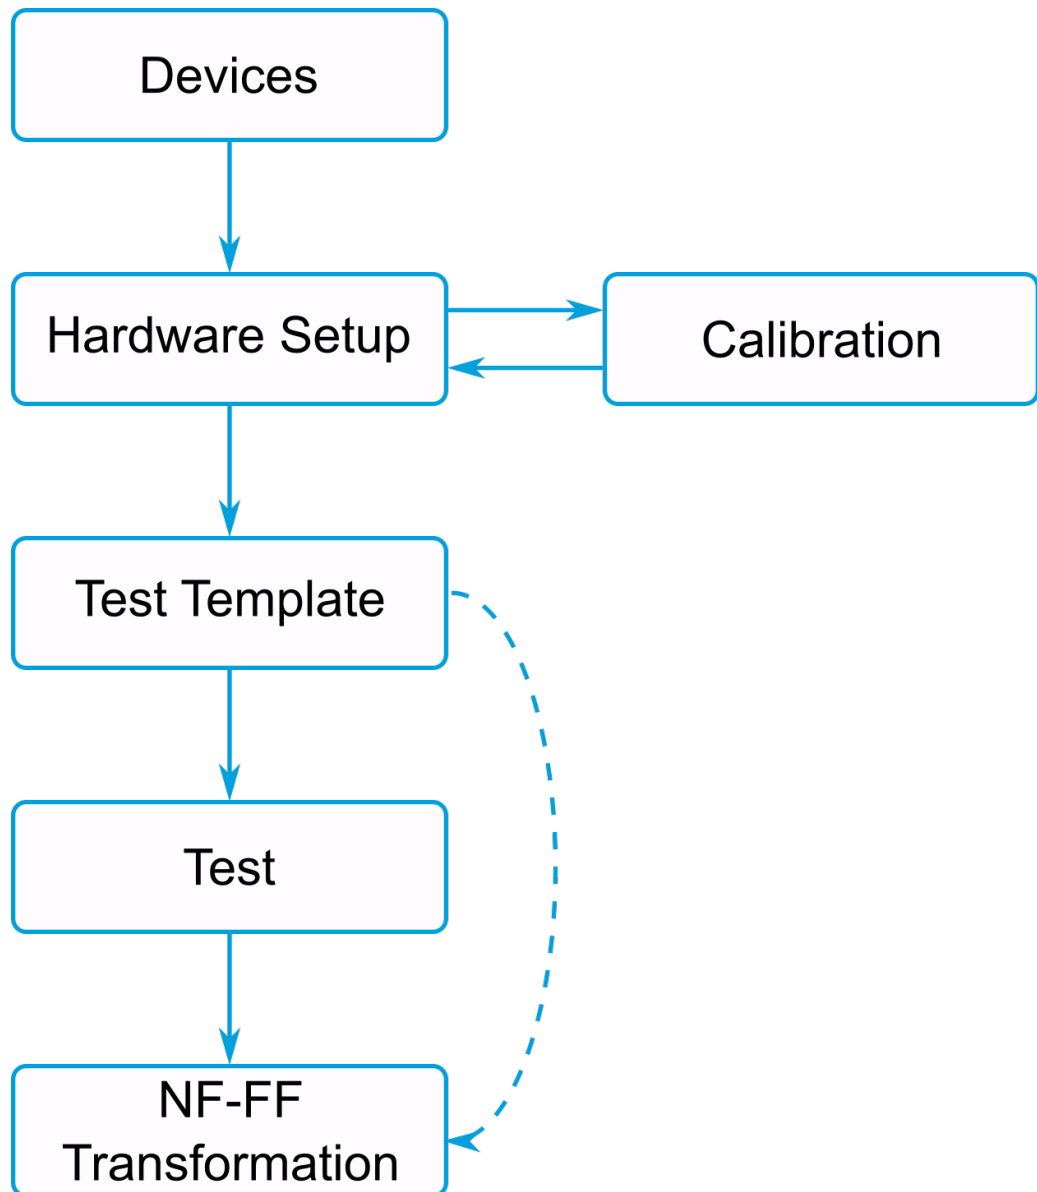 Devices
Hardware Setup
Calibration
Test Template
Test
NF-FF
Transformation